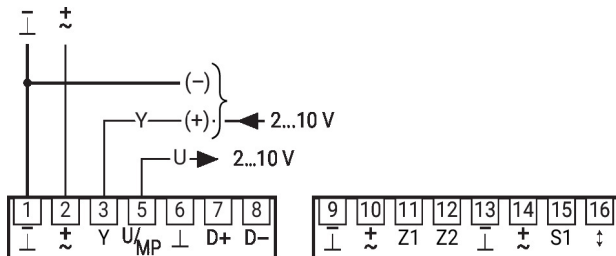 (−)
Y (+) 2...10 V
U 2...10 V
1 2 3 5 6 7 8 9 10 11 12 13 14 15 16
Y U/MP ⊥ D+ D− Z1 Z2 S1